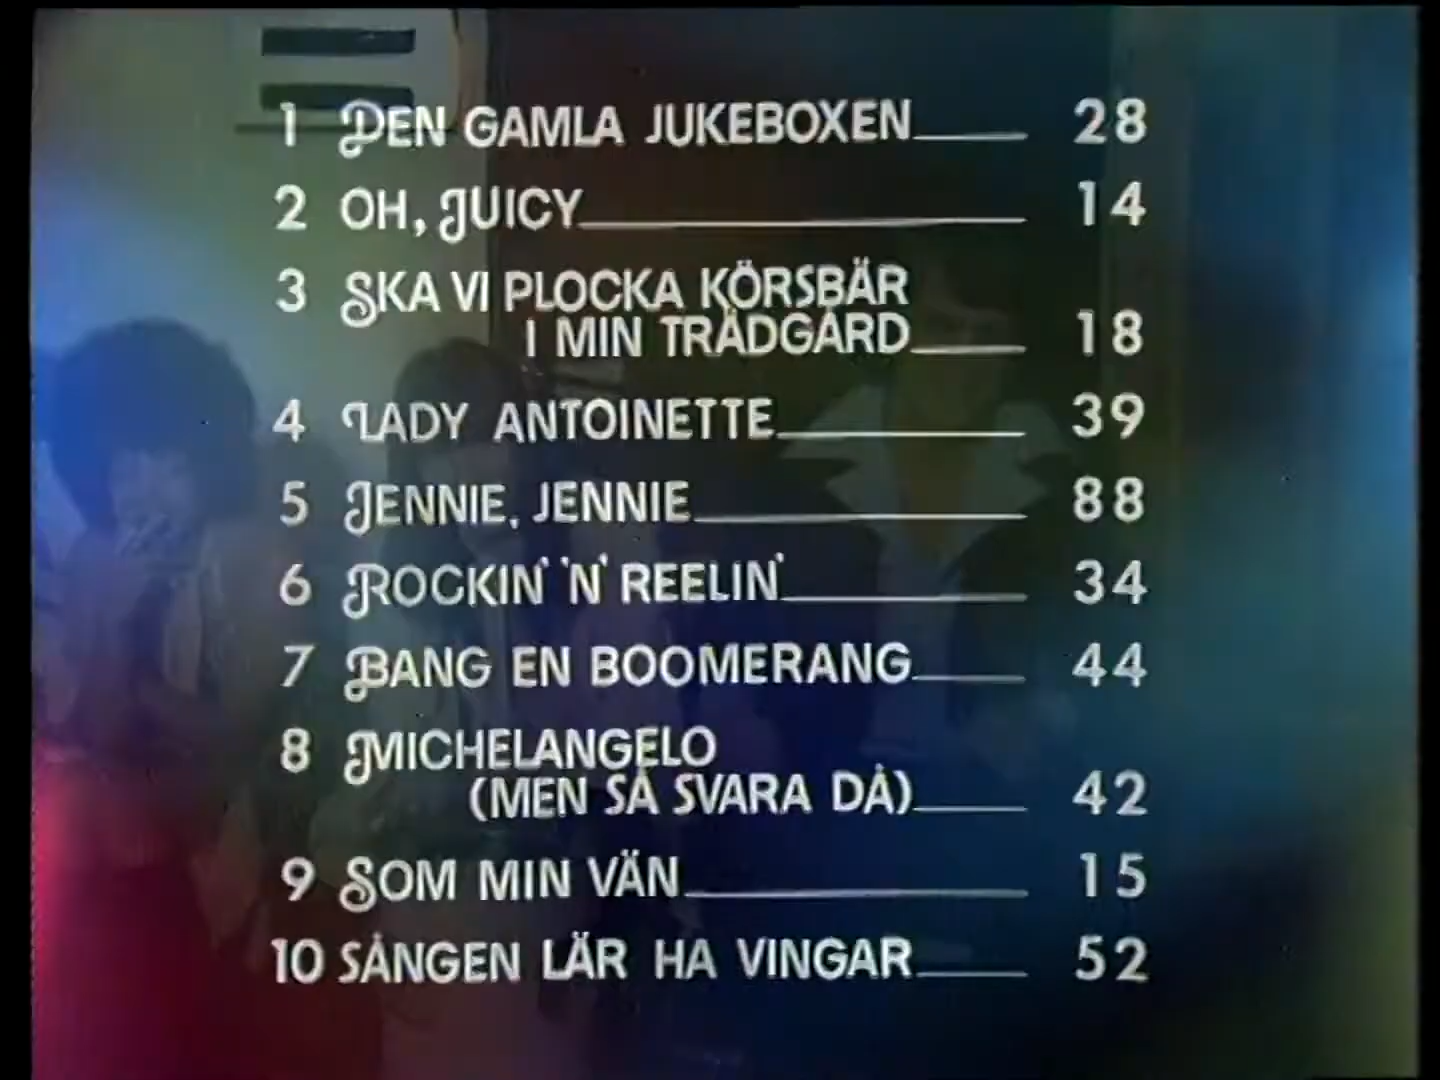 1 DEN GAMLA JUKEBOXEN 28
2 OH, JUICY 14
3 SKA VI PLOCKA KÖRSBÄR
I MIN TRÄDGÅRD 18
4 LADY ANTOINETTE 39
5 JENNIE, JENNIE 88
6 ROCKIN' 'N' REELIN' 34
7 BANG EN BOOMERANG 44
8 MICHELANGELO
(MEN SÅ SVARA DÅ) 42
9 SOM MIN VÄN 15
10 SÅNGEN LÄR HA VINGAR 52